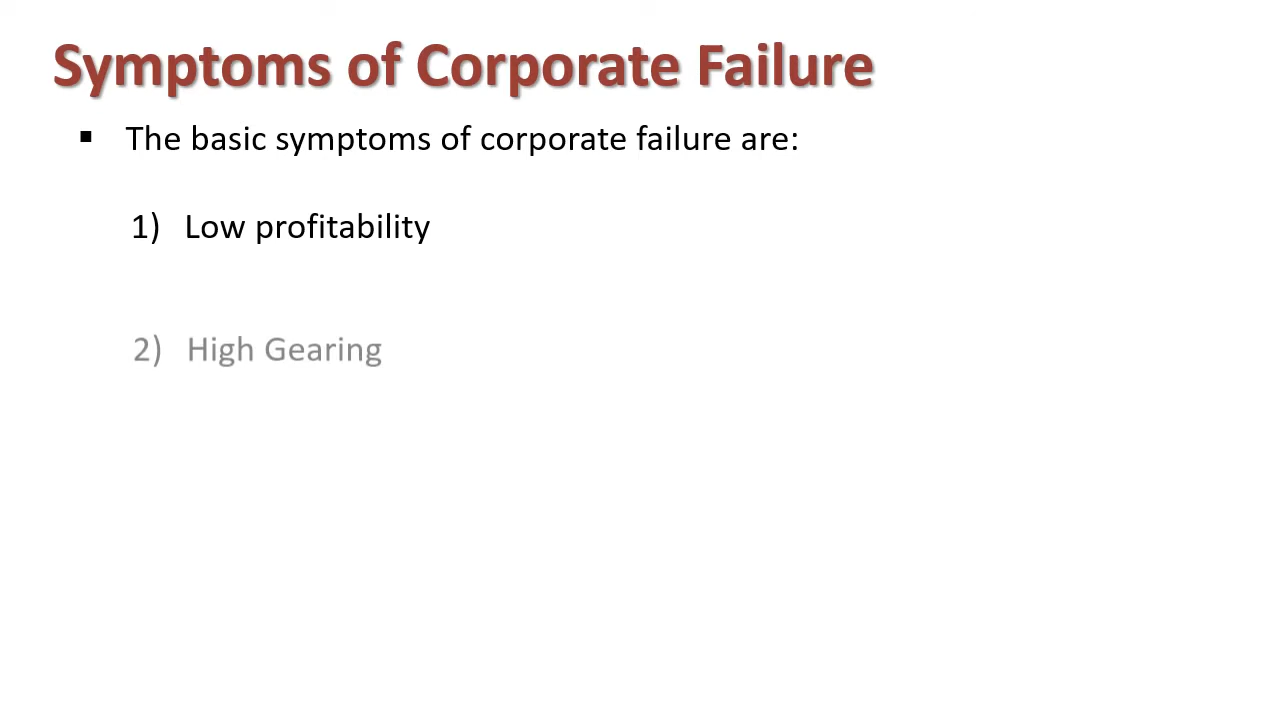 Symptoms of Corporate Failure
▪ The basic symptoms of corporate failure are:
1) Low profitability
2) High Gearing